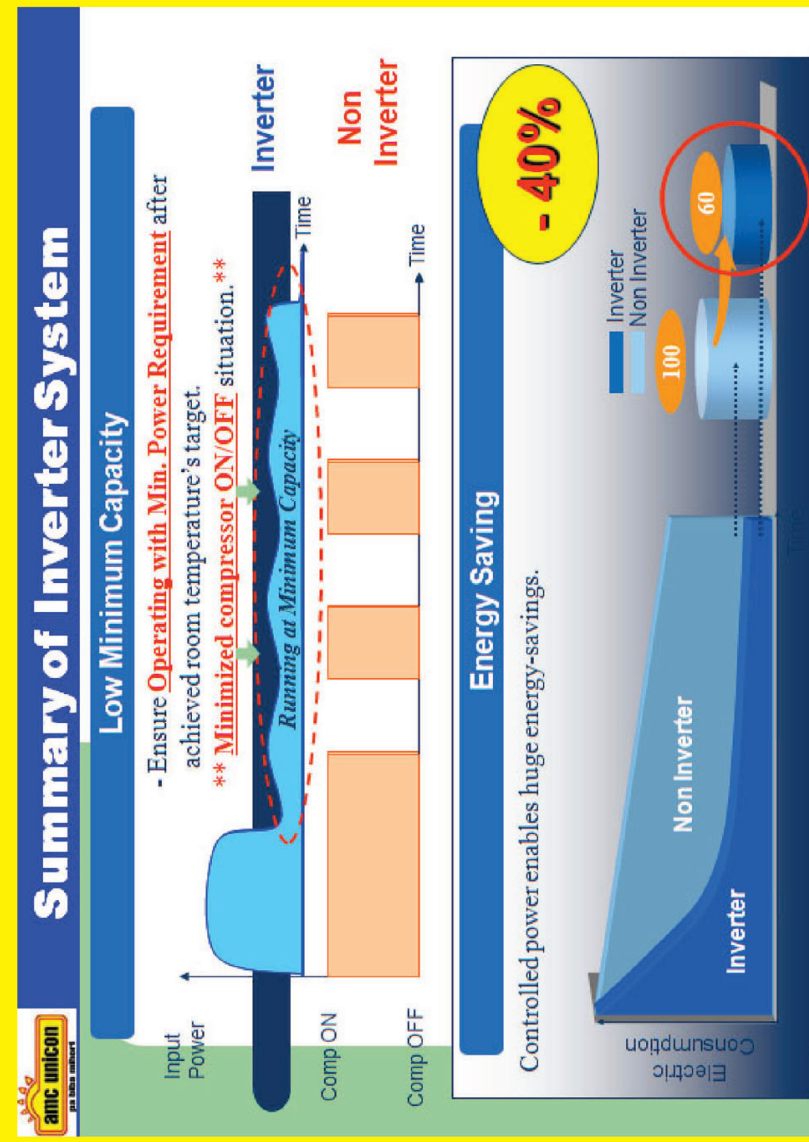 amc unicon
pa biba mihor!
Summary of Inverter System
Low Minimum Capacity
- Ensure Operating with Min. Power Requirement after
achieved room temperature's target.
** Minimized compressor ON/OFF situation.**
Input
Power
Running at Minimum Capacity
Time
Inverter
Comp ON
Comp OFF
Time
Non
Inverter
Energy Saving
Controlled power enables huge energy-savings.
- 40%
Electric
Consumption
Non Inverter
Inverter
Time
Inverter
Non Inverter
100
60